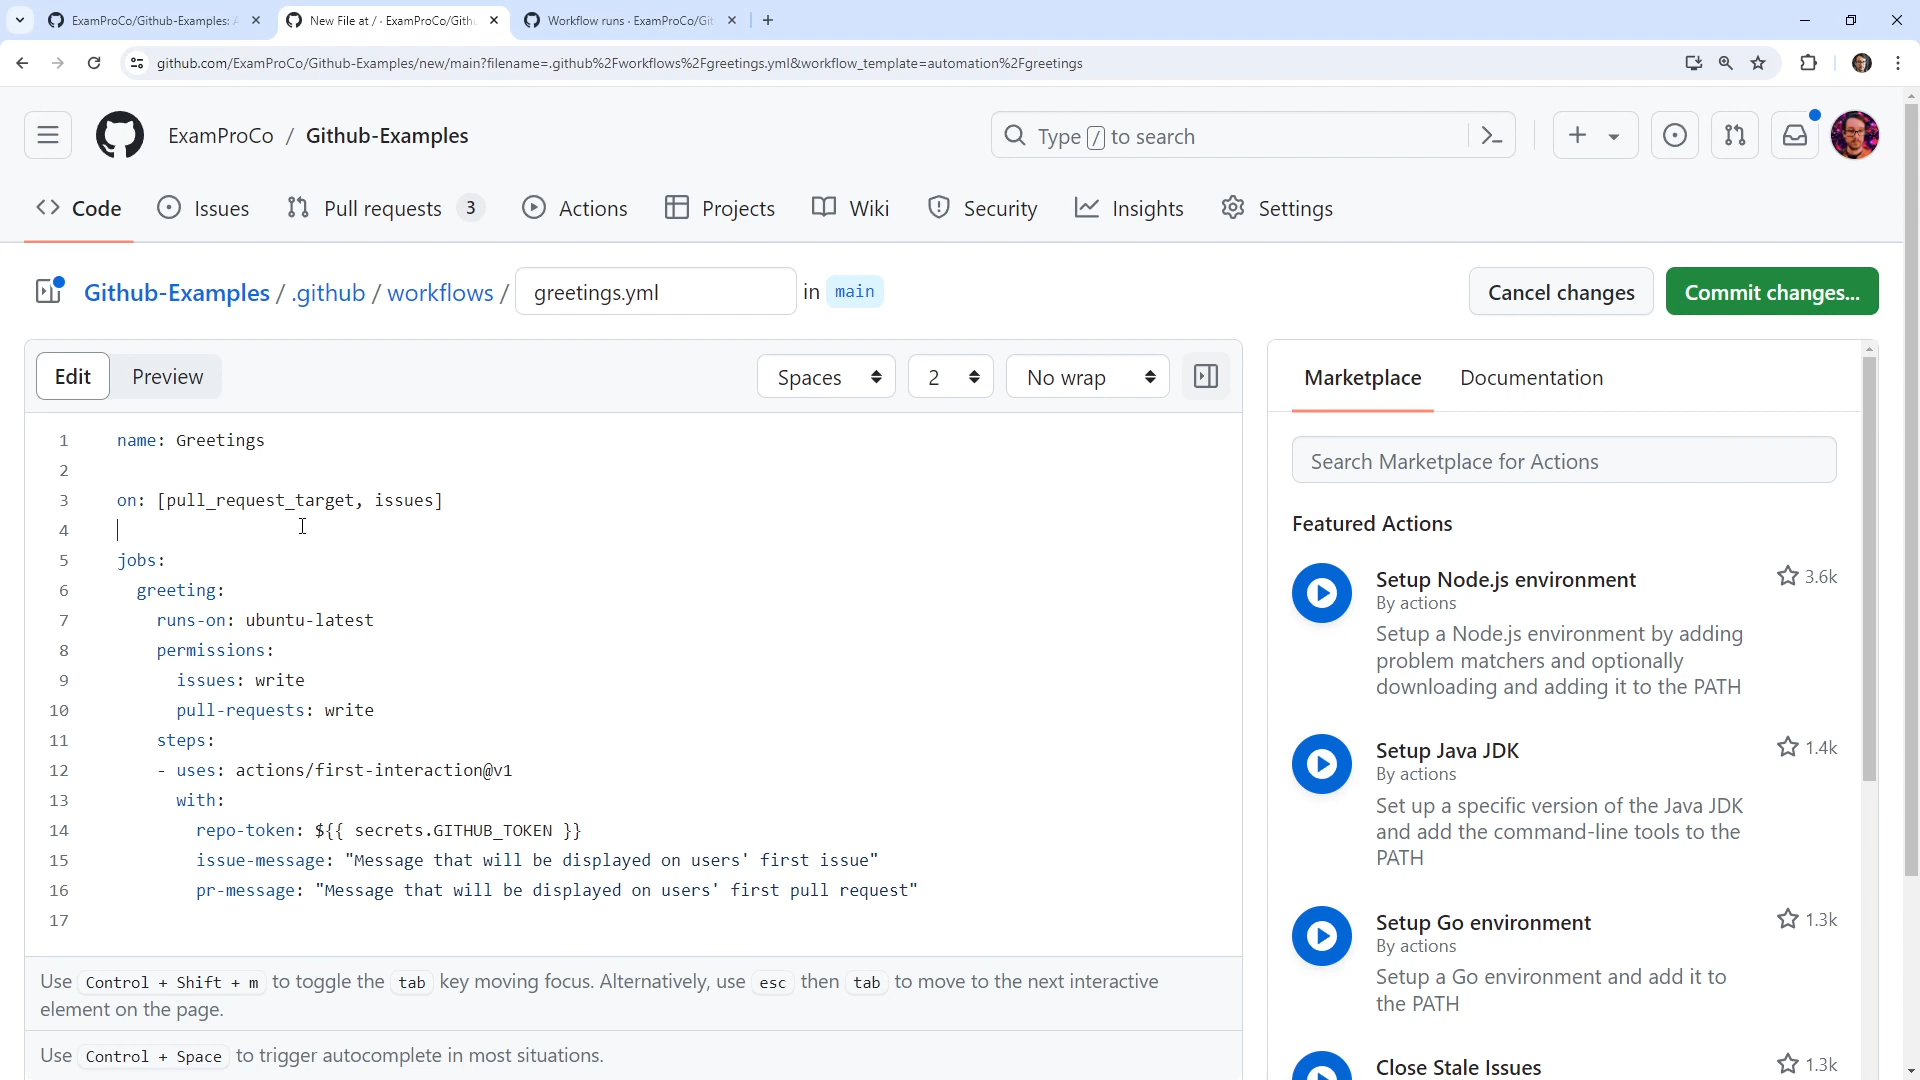 ExamProCo/Github-Examples: A
New File at / · ExamProCo/Githu
Workflow runs · ExamProCo/Git
github.com/ExamProCo/Github-Examples/new/main?filename=.github%2Fworkflows%2Fgreetings.yml&workflow_template=automation%2Fgreetings
ExamProCo / Github-Examples
Type / to search
Code
Issues
Pull requests 3
Actions
Projects
Wiki
Security
Insights
Settings
Github-Examples / .github / workflows / greetings.yml in main
Cancel changes
Commit changes...
Edit
Preview
Spaces
2
No wrap
1 name: Greetings
2
3 on: [pull_request_target, issues]
4
5 jobs:
6 greeting:
7 runs-on: ubuntu-latest
8 permissions:
9 issues: write
10 pull-requests: write
11 steps:
12 - uses: actions/first-interaction@v1
13 with:
14 repo-token: ${{ secrets.GITHUB_TOKEN }}
15 issue-message: "Message that will be displayed on users' first issue"
16 pr-message: "Message that will be displayed on users' first pull request"
17
Use Control + Shift + m to toggle the tab key moving focus. Alternatively, use esc then tab to move to the next interactive
element on the page.
Use Control + Space to trigger autocomplete in most situations.
Marketplace
Documentation
Search Marketplace for Actions
Featured Actions
Setup Node.js environment 3.6k
By actions
Setup a Node.js environment by adding
problem matchers and optionally
downloading and adding it to the PATH
Setup Java JDK 1.4k
By actions
Set up a specific version of the Java JDK
and add the command-line tools to the
PATH
Setup Go environment 1.3k
By actions
Setup a Go environment and add it to
the PATH
Close Stale Issues 1.3k